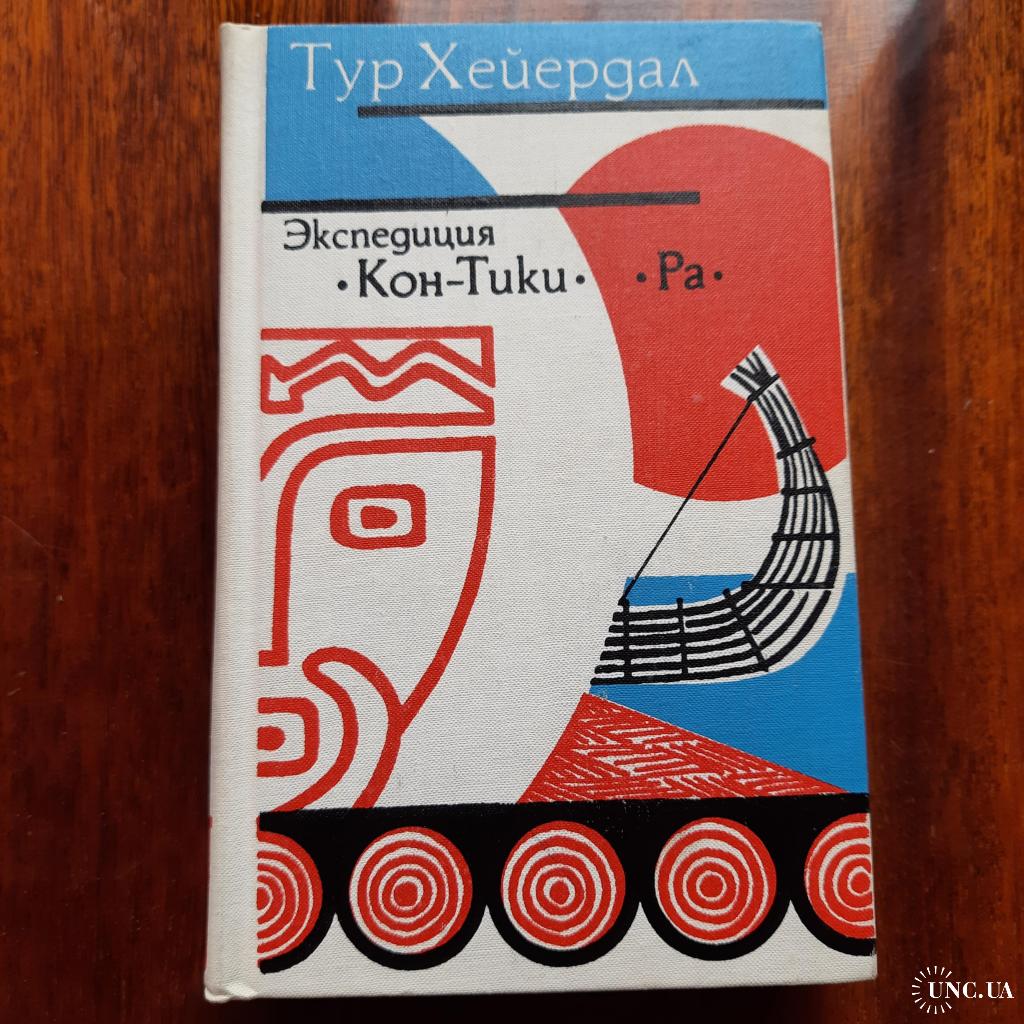 Тур Хейердал
Экспедиция
·Кон-Тики· ·Ра·
UNC.UA